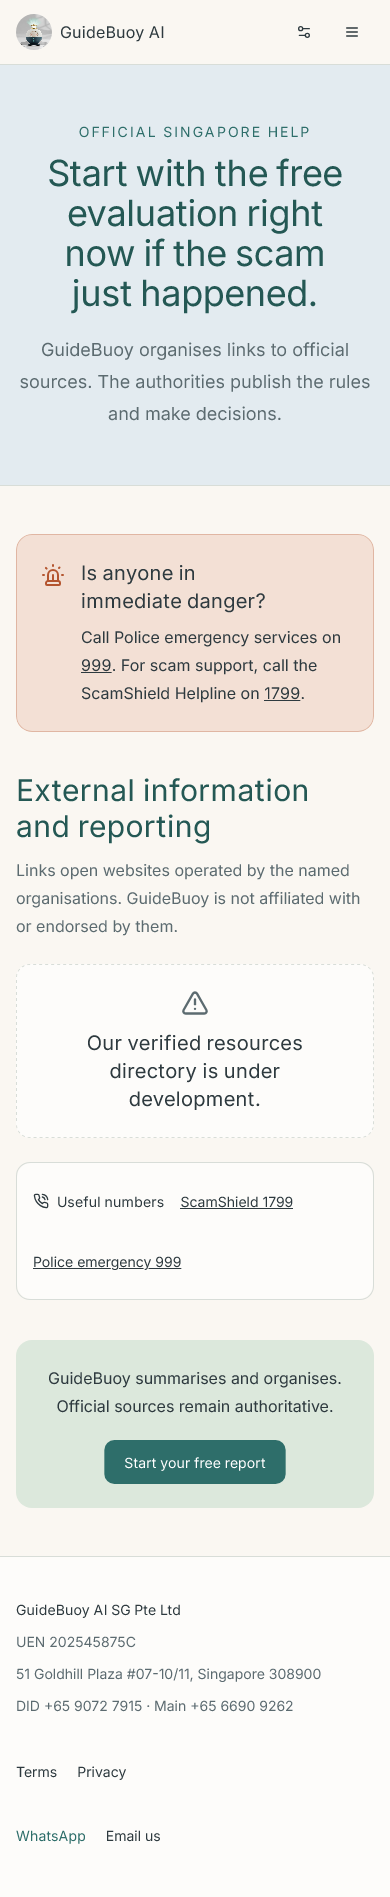 GuideBuoy AI
OFFICIAL SINGAPORE HELP
Start with the free
evaluation right
now if the scam
just happened.
GuideBuoy organises links to official
sources. The authorities publish the rules
and make decisions.
Is anyone in
immediate danger?
Call Police emergency services on
999. For scam support, call the
ScamShield Helpline on 1799.
External information
and reporting
Links open websites operated by the named
organisations. GuideBuoy is not affiliated with
or endorsed by them.
Our verified resources
directory is under
development.
Useful numbers ScamShield 1799
Police emergency 999
GuideBuoy summarises and organises.
Official sources remain authoritative.
Start your free report
GuideBuoy AI SG Pte Ltd
UEN 202545875C
51 Goldhill Plaza #07-10/11, Singapore 308900
DID +65 9072 7915 · Main +65 6690 9262
Terms Privacy
WhatsApp Email us